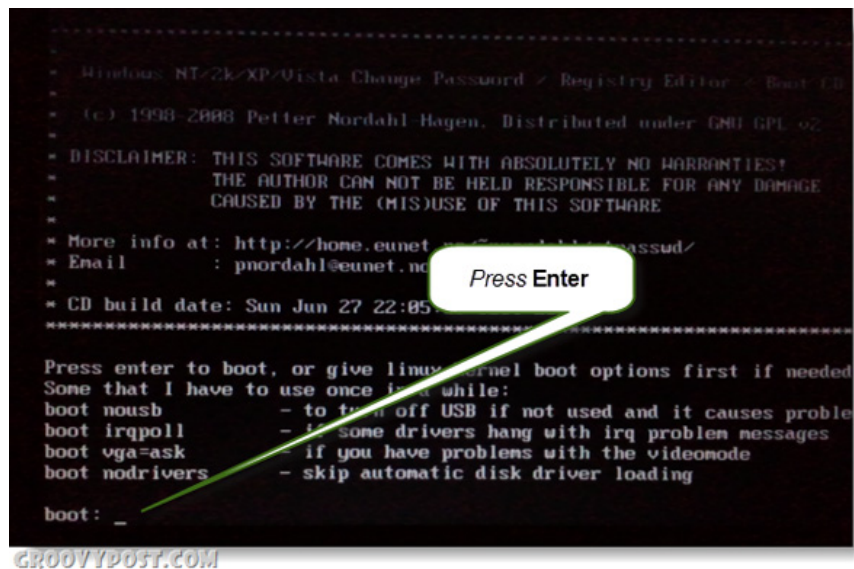 Windows NT/2k/XP/Vista Change Password / Registry Editor / Boot CD
(c) 1998-2008 Petter Nordahl-Hagen. Distributed under GNU GPL v2
DISCLAIMER: THIS SOFTWARE COMES WITH ABSOLUTELY NO WARRANTIES!
THE AUTHOR CAN NOT BE HELD RESPONSIBLE FOR ANY DAMAGE
CAUSED BY THE (MIS)USE OF THIS SOFTWARE
* More info at: http://home.eunet
* Email : pnordahl@eunet.no
Press Enter
* CD build date: Sun Jun 27 22:05
*******************************************************************************
Press enter to boot, or give linux kernel boot options first if needed
Some that I have to use once in a while:
boot nousb - to turn off USB if not used and it causes proble
boot irqpoll - if some drivers hang with irq problem messages
boot vga=ask - if you have problems with the videomode
boot nodrivers - skip automatic disk driver loading
boot: _
GROOVYPOST.COM